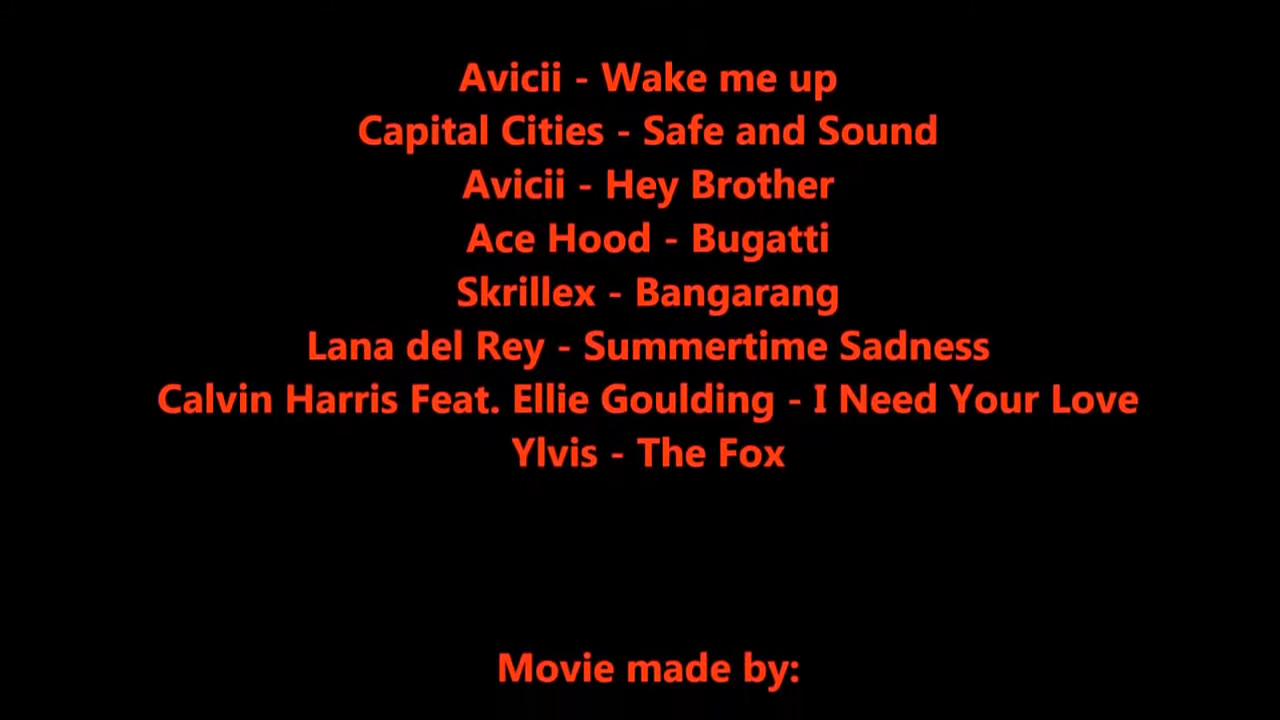 Avicii - Wake me up
Capital Cities - Safe and Sound
Avicii - Hey Brother
Ace Hood - Bugatti
Skrillex - Bangarang
Lana del Rey - Summertime Sadness
Calvin Harris Feat. Ellie Goulding - I Need Your Love
Ylvis - The Fox
Movie made by: